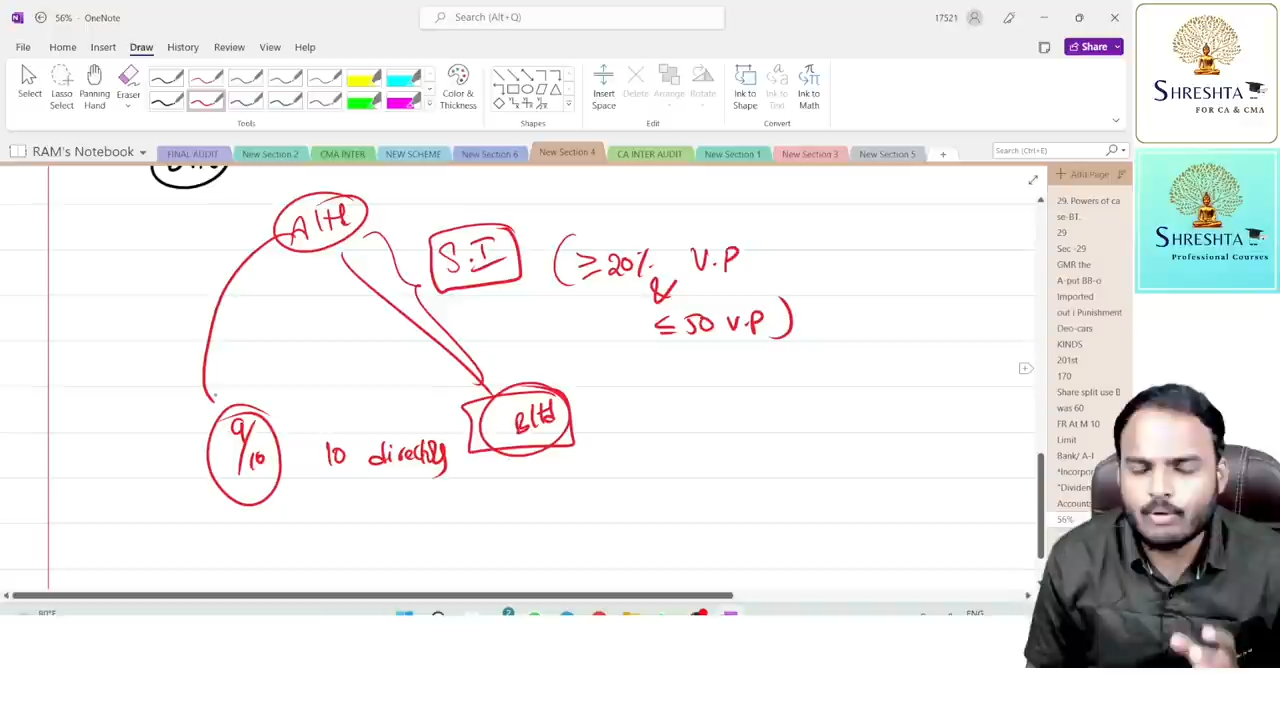 56% - OneNote
Search (Alt+Q)
17521
File Home Insert Draw History Review View Help
Share
Select
Lasso Select
Panning Hand
Eraser
Color & Thickness
Insert Space
Delete
Arrange
Rotate
Ink to Shape
Ink to Text
Ink to Math
Tools
Shapes
Edit
Convert
RAM's Notebook
FINAL AUDIT
New Section 2
CMA INTER
NEW SCHEME
New Section 6
New Section 4
CA INTER AUDIT
New Section 1
New Section 3
New Section 5
Search (Ctrl+E)
Add Page
29. Powers of ca
se-BT.
29
Sec -29
GMR the
A-put BB-o
Imported
out i Punishment
Deo-cars
KINDS
201st
170
Share split use B
was 60
FR At M 10
Limit
Bank/ A-I
*Incorpor
"Dividen
Accounts
56%
A ltd
S.I
(≥20% V.P
&
≤ 50 V.P)
B ltd
9/10
10 directly
80°F
ENG
SHRESHTA
FOR CA & CMA
SHRESHTA
Professional Courses